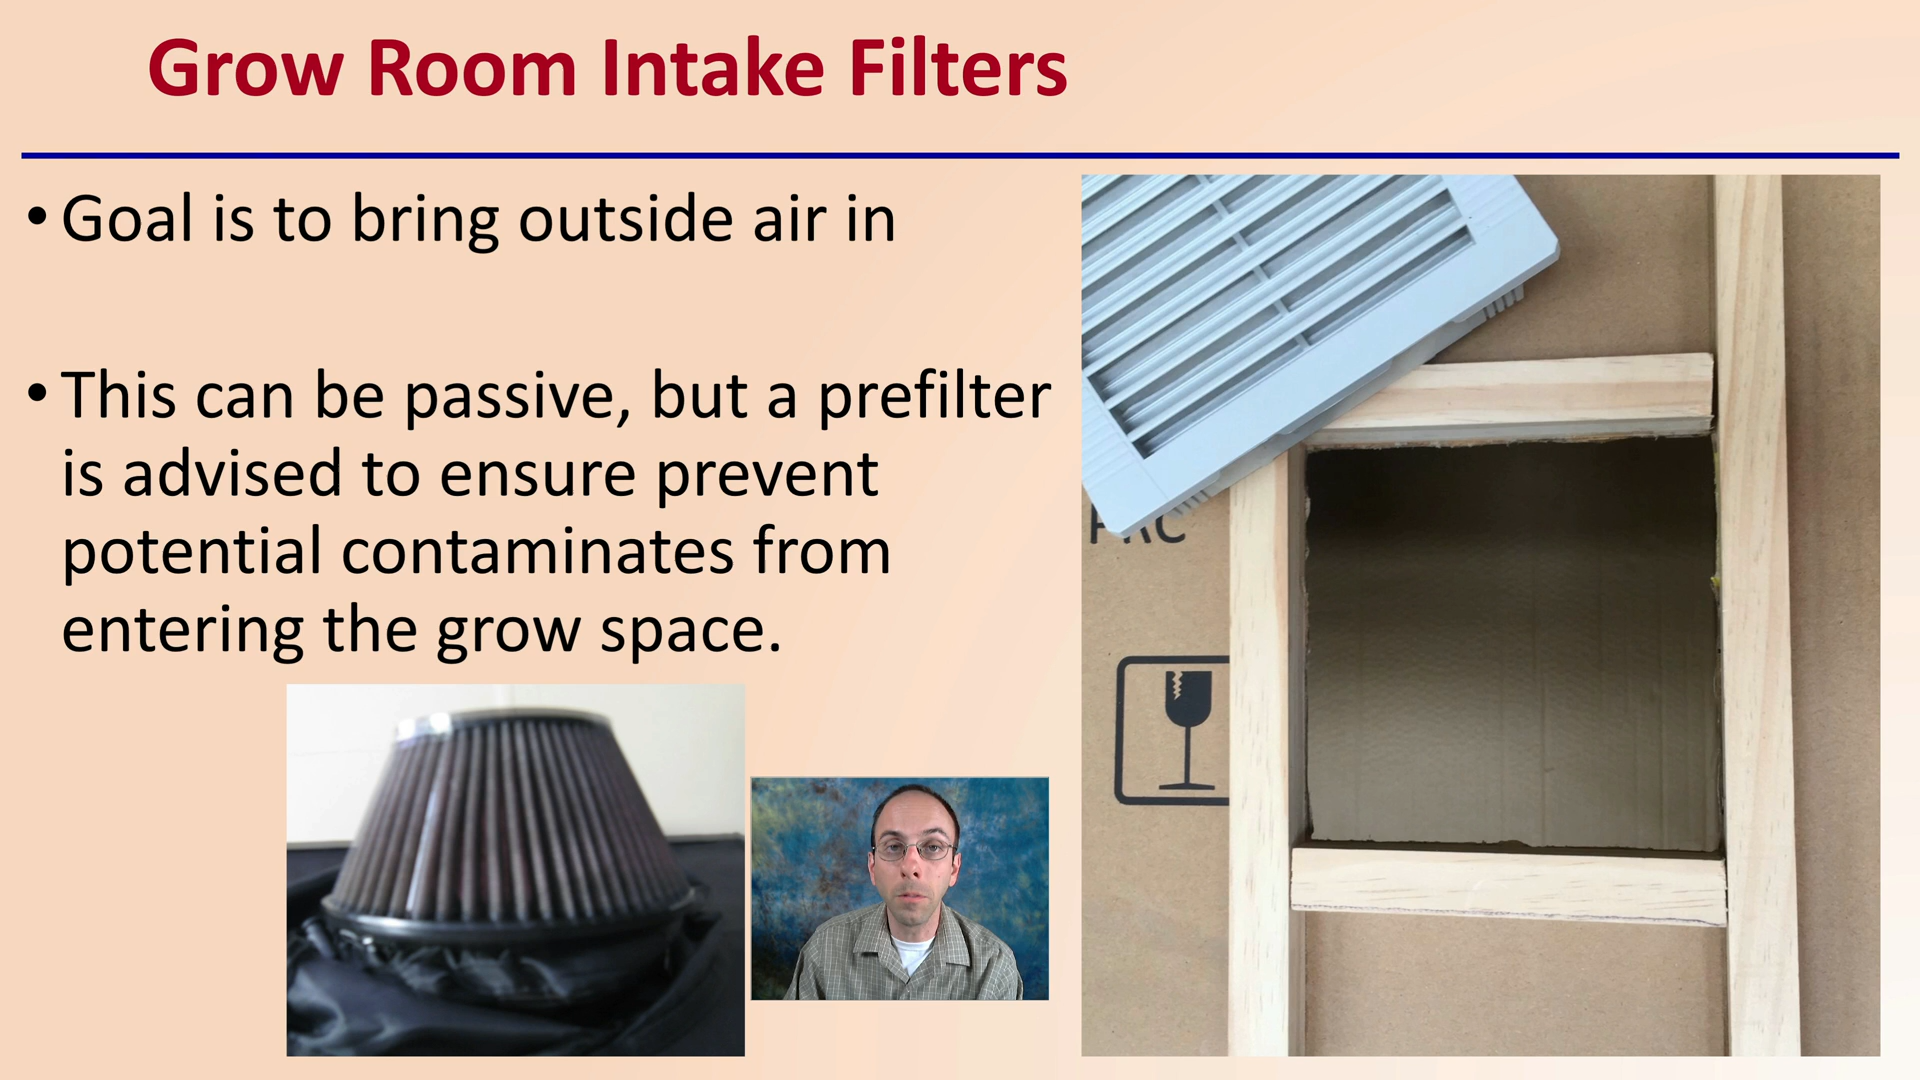 Grow Room Intake Filters
• Goal is to bring outside air in
• This can be passive, but a prefilter
is advised to ensure prevent
potential contaminates from
entering the grow space.